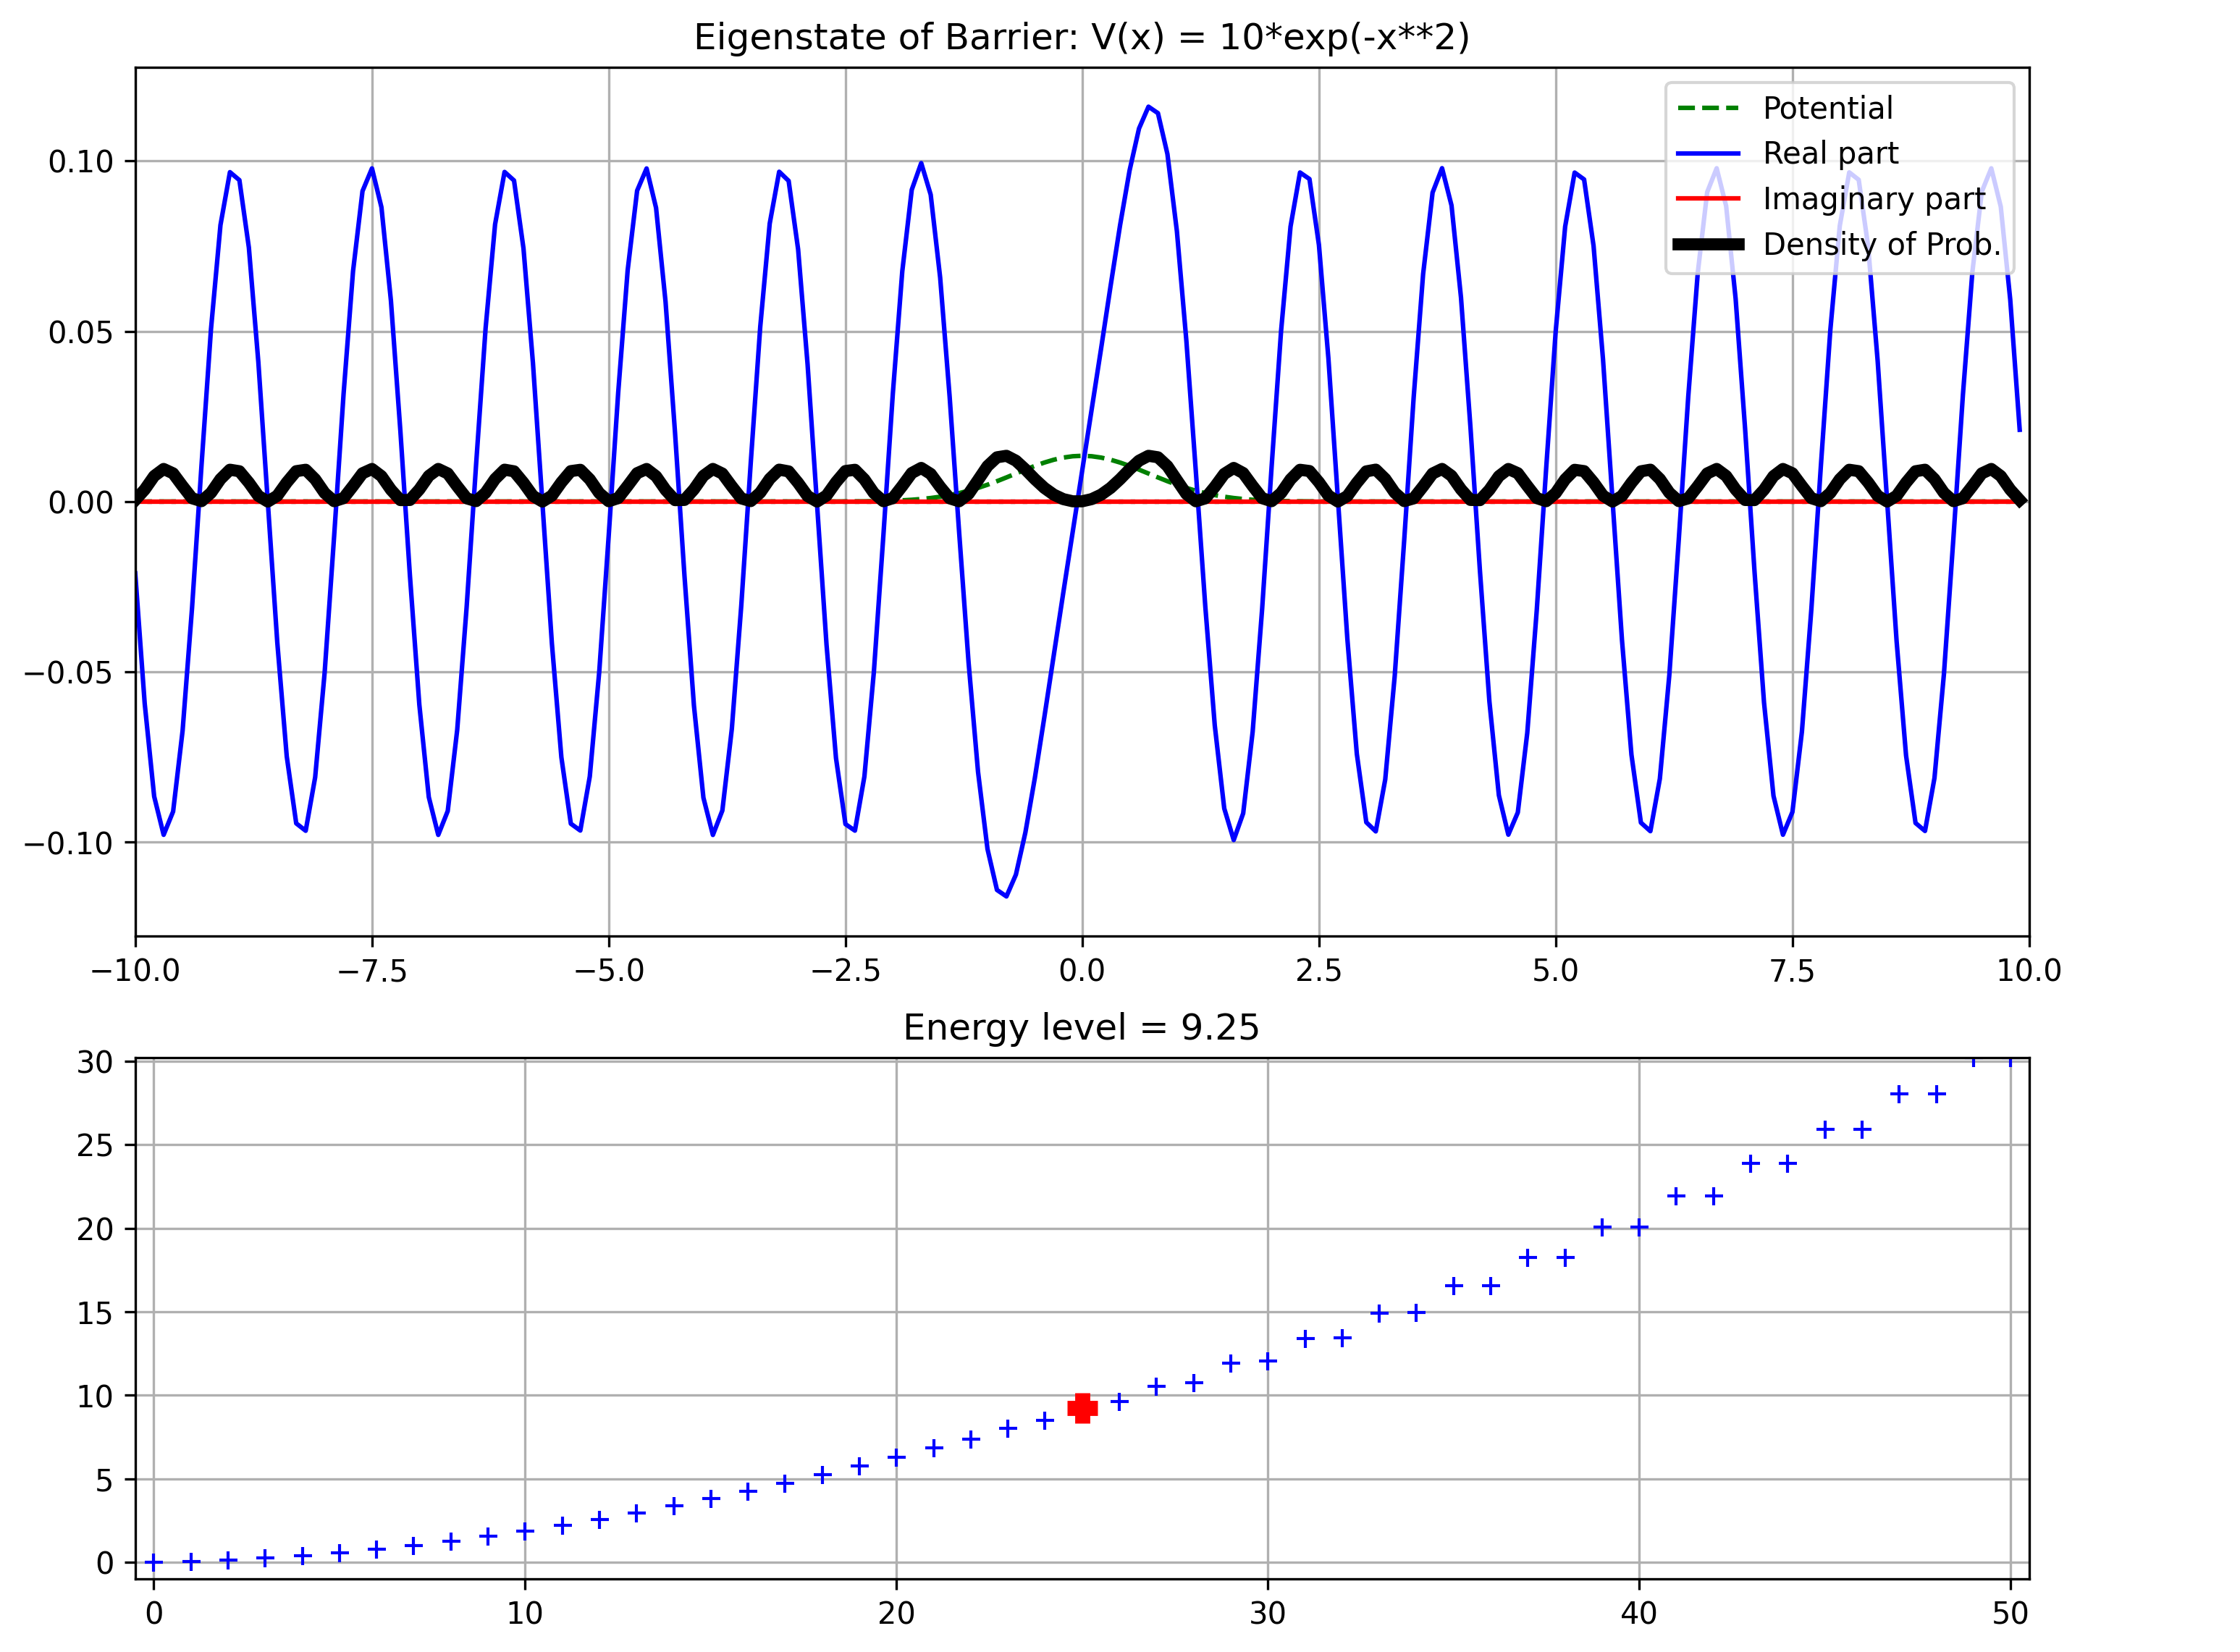 Eigenstate of Barrier: V(x) = 10*exp(-x**2)
Potential
Real part
Imaginary part
Density of Prob.
0.10
0.05
0.00
−0.05
−0.10
−10.0 −7.5 −5.0 −2.5 0.0 2.5 5.0 7.5 10.0
Energy level = 9.25
30
25
20
15
10
5
0
0 10 20 30 40 50